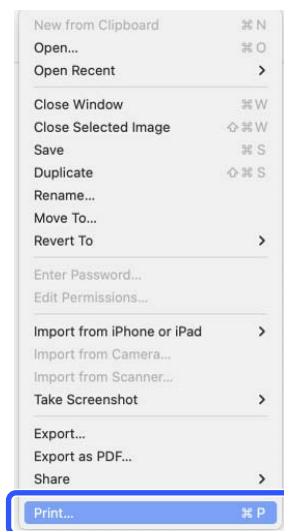 New from Clipboard ⌘ N
Open... ⌘ O
Open Recent >
Close Window ⌘ W
Close Selected Image ⇧ ⌘ W
Save ⌘ S
Duplicate ⇧ ⌘ S
Rename...
Move To...
Revert To >
Enter Password...
Edit Permissions...
Import from iPhone or iPad >
Import from Camera...
Import from Scanner...
Take Screenshot >
Export...
Export as PDF...
Share >
Print... ⌘ P